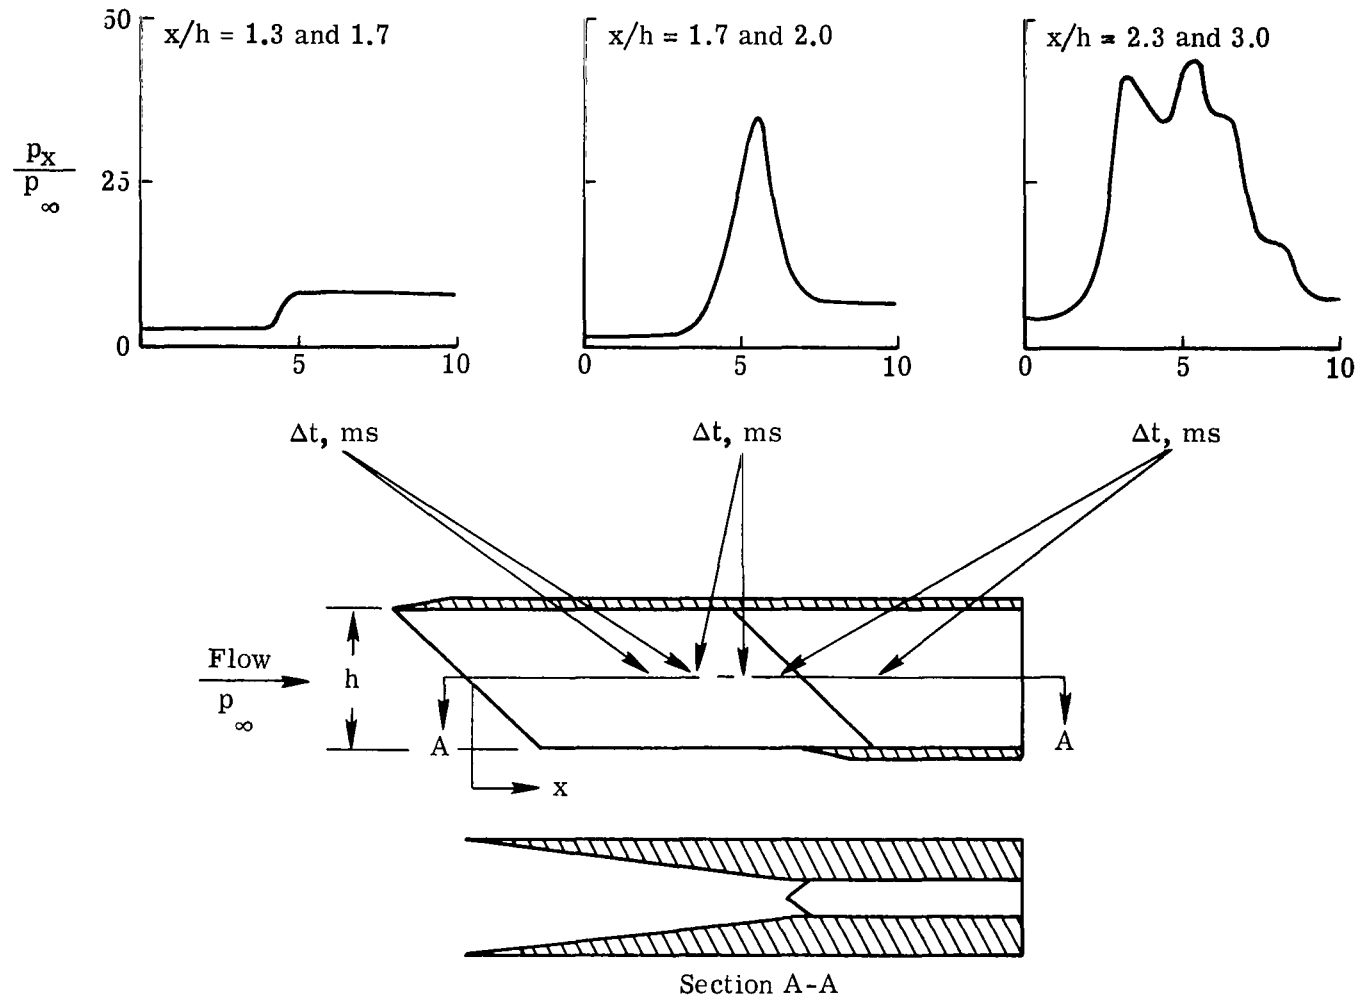 50
25
0
p_x
p_∞
x/h = 1.3 and 1.7
5
10
x/h = 1.7 and 2.0
0
5
10
x/h = 2.3 and 3.0
0
5
10
Δt, ms
Δt, ms
Δt, ms
Flow
p_∞
h
A
A
x
Section A-A